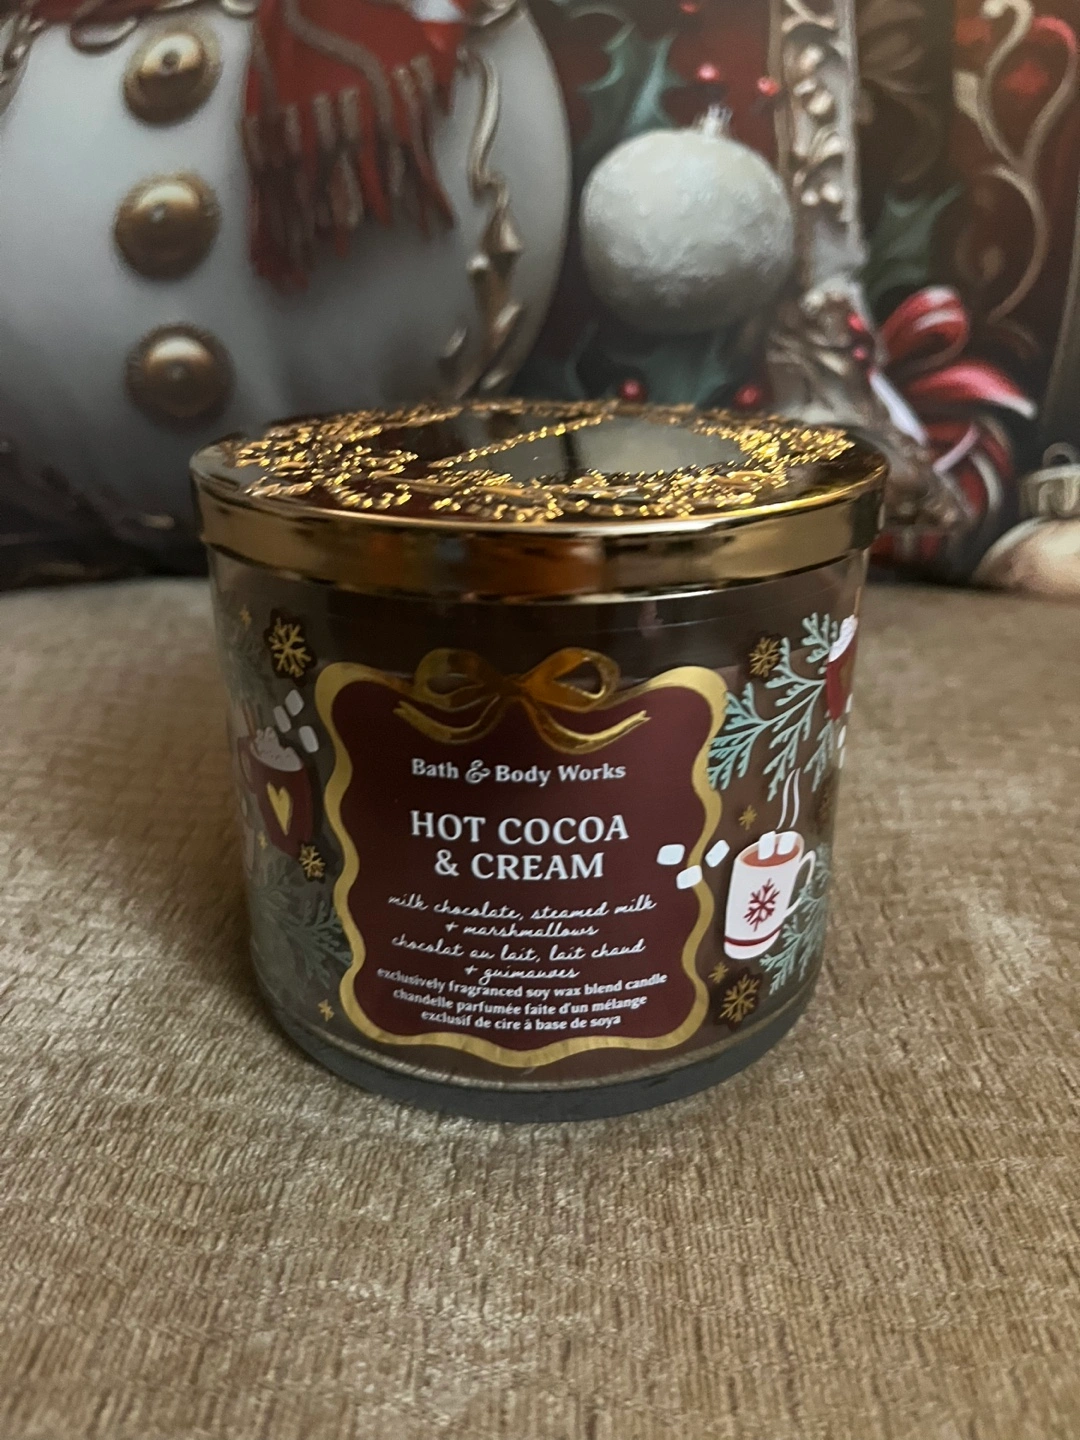 Bath & Body Works
HOT COCOA
& CREAM
milk chocolate, steamed milk
+ marshmallows
chocolat au lait, lait chaud
+ guimauves
exclusively fragranced soy wax blend candle
chandelle parfumée faite d'un mélange
exclusif de cire à base de soya